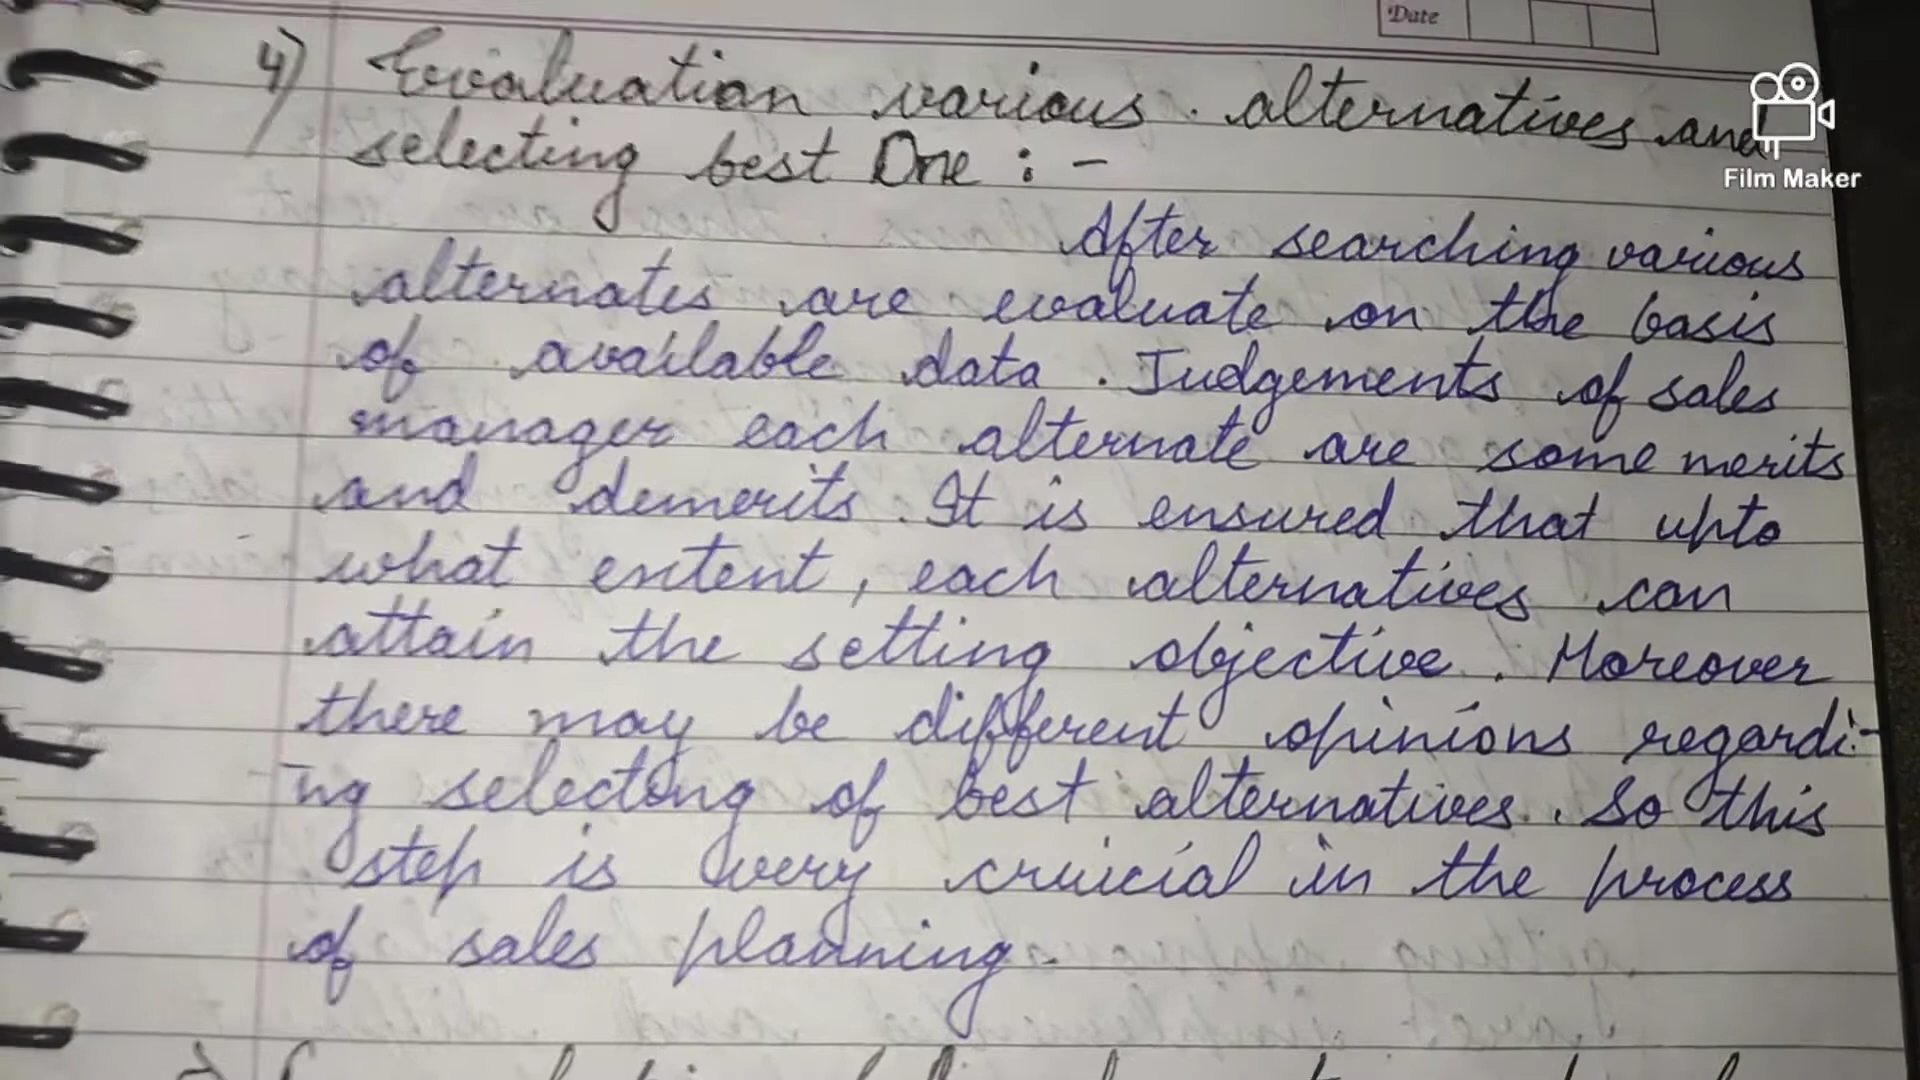 Date
4) Evaluation various . alternatives and
selecting best One : -
Film Maker
After searching various
alternates are evaluate on the basis
of available data . Judgements of sales
manager each alternate are some merits
and demerits. It is ensured that upto
what extent, each alternatives can
attain the setting objective. Moreover
there may be different opinions regardi-
ng selecting of best alternatives. So this
step is very cruicial in the process
of sales planning.